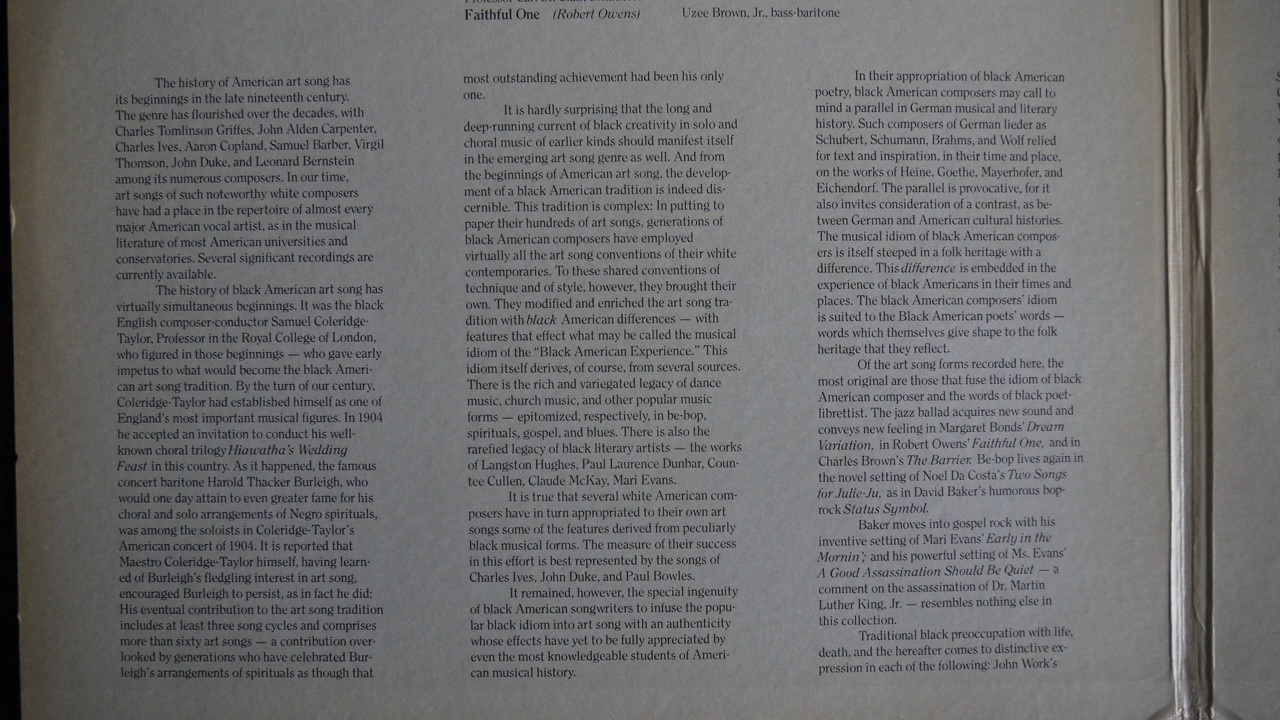 Faithful One (Robert Owens) Uzee Brown, Jr., bass-baritone
The history of American art song has
its beginnings in the late nineteenth century.
The genre has flourished over the decades, with
Charles Tomlinson Griffes, John Alden Carpenter,
Charles Ives, Aaron Copland, Samuel Barber, Virgil
Thomson, John Duke, and Leonard Bernstein
among its numerous composers. In our time,
art songs of such noteworthy white composers
have had a place in the repertoire of almost every
major American vocal artist, as in the musical
literature of most American universities and
conservatories. Several significant recordings are
currently available.
The history of black American art song has
virtually simultaneous beginnings. It was the black
English composer-conductor Samuel Coleridge-
Taylor, Professor in the Royal College of London,
who figured in those beginnings — who gave early
impetus to what would become the black Ameri-
can art song tradition. By the turn of our century,
Coleridge-Taylor had established himself as one of
England's most important musical figures. In 1904
he accepted an invitation to conduct his well-
known choral trilogy Hiawatha's Wedding
Feast in this country. As it happened, the famous
concert baritone Harold Thacker Burleigh, who
would one day attain to even greater fame for his
choral and solo arrangements of Negro spirituals,
was among the soloists in Coleridge-Taylor's
American concert of 1904. It is reported that
Maestro Coleridge-Taylor himself, having learn-
ed of Burleigh's fledgling interest in art song,
encouraged Burleigh to persist, as in fact he did:
His eventual contribution to the art song tradition
includes at least three song cycles and comprises
more than sixty art songs — a contribution over-
looked by generations who have celebrated Bur-
leigh's arrangements of spirituals as though that
most outstanding achievement had been his only
one.
It is hardly surprising that the long and
deep-running current of black creativity in solo and
choral music of earlier kinds should manifest itself
in the emerging art song genre as well. And from
the beginnings of American art song, the develop-
ment of a black American tradition is indeed dis-
cernible. This tradition is complex: In putting to
paper their hundreds of art songs, generations of
black American composers have employed
virtually all the art song conventions of their white
contemporaries. To these shared conventions of
technique and of style, however, they brought their
own. They modified and enriched the art song tra-
dition with black American differences — with
features that effect what may be called the musical
idiom of the "Black American Experience." This
idiom itself derives, of course, from several sources.
There is the rich and variegated legacy of dance
music, church music, and other popular music
forms — epitomized, respectively, in be-bop,
spirituals, gospel, and blues. There is also the
rarefied legacy of black literary artists — the works
of Langston Hughes, Paul Laurence Dunbar, Coun-
tee Cullen, Claude McKay, Mari Evans.
It is true that several white American com-
posers have in turn appropriated to their own art
songs some of the features derived from peculiarly
black musical forms. The measure of their success
in this effort is best represented by the songs of
Charles Ives, John Duke, and Paul Bowles.
It remained, however, the special ingenuity
of black American songwriters to infuse the popu-
lar black idiom into art song with an authenticity
whose effects have yet to be fully appreciated by
even the most knowledgeable students of Ameri-
can musical history.
In their appropriation of black American
poetry, black American composers may call to
mind a parallel in German musical and literary
history. Such composers of German lieder as
Schubert, Schumann, Brahms, and Wolf relied
for text and inspiration, in their time and place,
on the works of Heine, Goethe, Mayerhofer, and
Eichendorf. The parallel is provocative, for it
also invites consideration of a contrast, as be-
tween German and American cultural histories.
The musical idiom of black American compos-
ers is itself steeped in a folk heritage with a
difference. This difference is embedded in the
experience of black Americans in their times and
places. The black American composers' idiom
is suited to the Black American poets' words —
words which themselves give shape to the folk
heritage that they reflect.
Of the art song forms recorded here, the
most original are those that fuse the idiom of black
American composer and the words of black poet-
librettist. The jazz ballad acquires new sound and
conveys new feeling in Margaret Bonds' Dream
Variation, in Robert Owens' Faithful One, and in
Charles Brown's The Barrier. Be-bop lives again in
the novel setting of Noel Da Costa's Two Songs
for Julie-Ju, as in David Baker's humorous bop-
rock Status Symbol.
Baker moves into gospel rock with his
inventive setting of Mari Evans' Early in the
Mornin'; and his powerful setting of Ms. Evans'
A Good Assassination Should Be Quiet — a
comment on the assassination of Dr. Martin
Luther King, Jr. — resembles nothing else in
this collection.
Traditional black preoccupation with life,
death, and the hereafter comes to distinctive ex-
pression in each of the following: John Work's